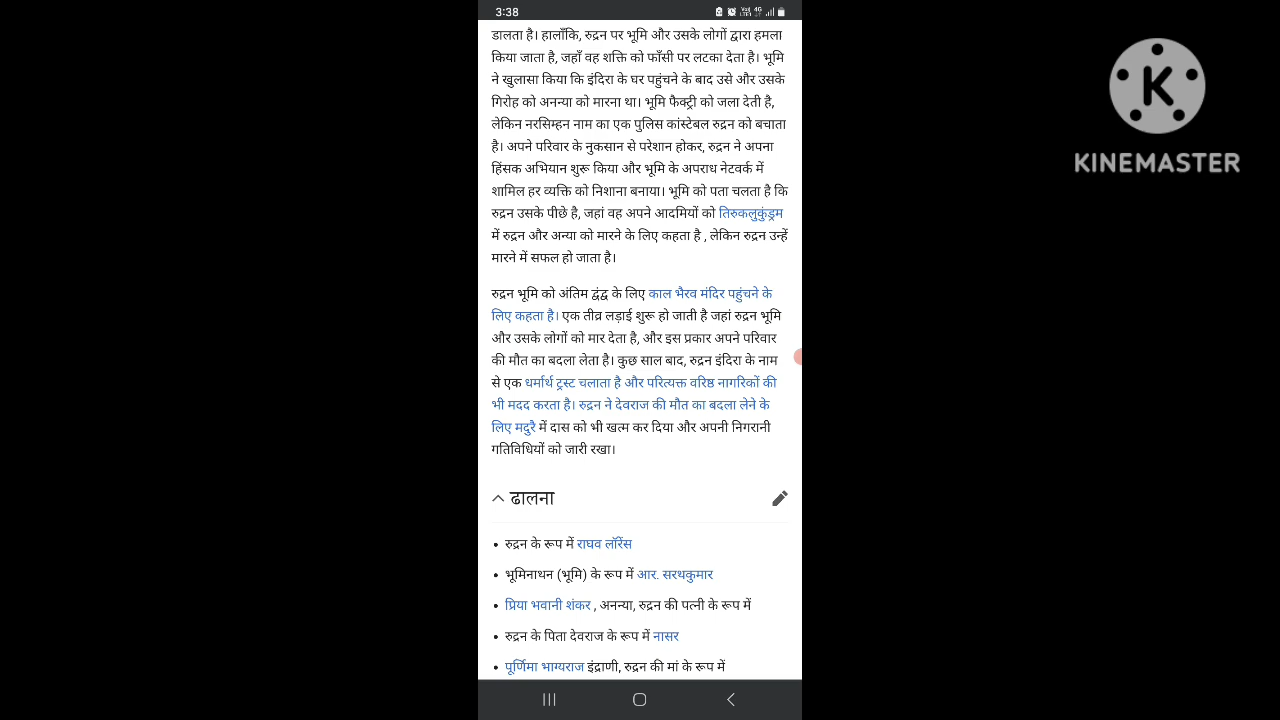 3:38
डालता है। हालाँकि, रुद्रन पर भूमि और उसके लोगों द्वारा हमला
किया जाता है, जहाँ वह शक्ति को फाँसी पर लटका देता है। भूमि
ने खुलासा किया कि इंदिरा के घर पहुंचने के बाद उसे और उसके
गिरोह को अनन्या को मारना था। भूमि फैक्ट्री को जला देती है,
लेकिन नरसिम्हन नाम का एक पुलिस कांस्टेबल रुद्रन को बचाता
है। अपने परिवार के नुकसान से परेशान होकर, रुद्रन ने अपना
हिंसक अभियान शुरू किया और भूमि के अपराध नेटवर्क में
शामिल हर व्यक्ति को निशाना बनाया। भूमि को पता चलता है कि
रुद्रन उसके पीछे है, जहां वह अपने आदमियों को तिरुकलुकुंड्रम
में रुद्रन और अन्या को मारने के लिए कहता है , लेकिन रुद्रन उन्हें
मारने में सफल हो जाता है।
रुद्रन भूमि को अंतिम द्वंद्व के लिए काल भैरव मंदिर पहुंचने के
लिए कहता है। एक तीव्र लड़ाई शुरू हो जाती है जहां रुद्रन भूमि
और उसके लोगों को मार देता है, और इस प्रकार अपने परिवार
की मौत का बदला लेता है। कुछ साल बाद, रुद्रन इंदिरा के नाम
से एक धर्मार्थ ट्रस्ट चलाता है और परित्यक्त वरिष्ठ नागरिकों की
भी मदद करता है। रुद्रन ने देवराज की मौत का बदला लेने के
लिए मदुरै में दास को भी खत्म कर दिया और अपनी निगरानी
गतिविधियों को जारी रखा।
ढालना
• रुद्रन के रूप में राघव लॉरेंस
• भूमिनाथन (भूमि) के रूप में आर. सरथकुमार
• प्रिया भवानी शंकर , अनन्या, रुद्रन की पत्नी के रूप में
• रुद्रन के पिता देवराज के रूप में नासर
• पूर्णिमा भाग्यराज इंद्राणी, रुद्रन की मां के रूप में
K
KINEMASTER